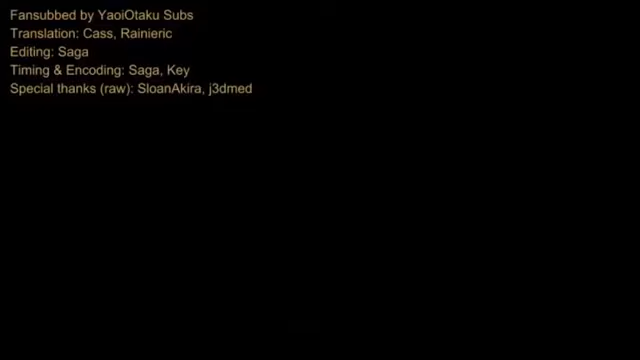 Fansubbed by YaoiOtaku Subs
Translation: Cass, Rainieric
Editing: Saga
Timing & Encoding: Saga, Key
Special thanks (raw): SloanAkira, j3dmed